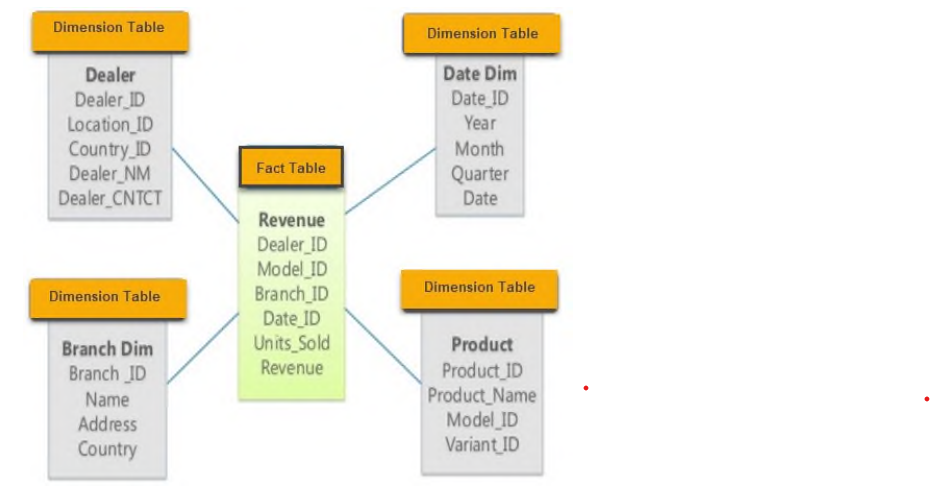 Dimension Table
Dealer
Dealer_ID
Location_ID
Country_ID
Dealer_NM
Dealer_CNTCT
Dimension Table
Date Dim
Date_ID
Year
Month
Quarter
Date
Fact Table
Revenue
Dealer_ID
Model_ID
Branch_ID
Date_ID
Units_Sold
Revenue
Dimension Table
Branch Dim
Branch _ID
Name
Address
Country
Dimension Table
Product
Product_ID
Product_Name
Model_ID
Variant_ID